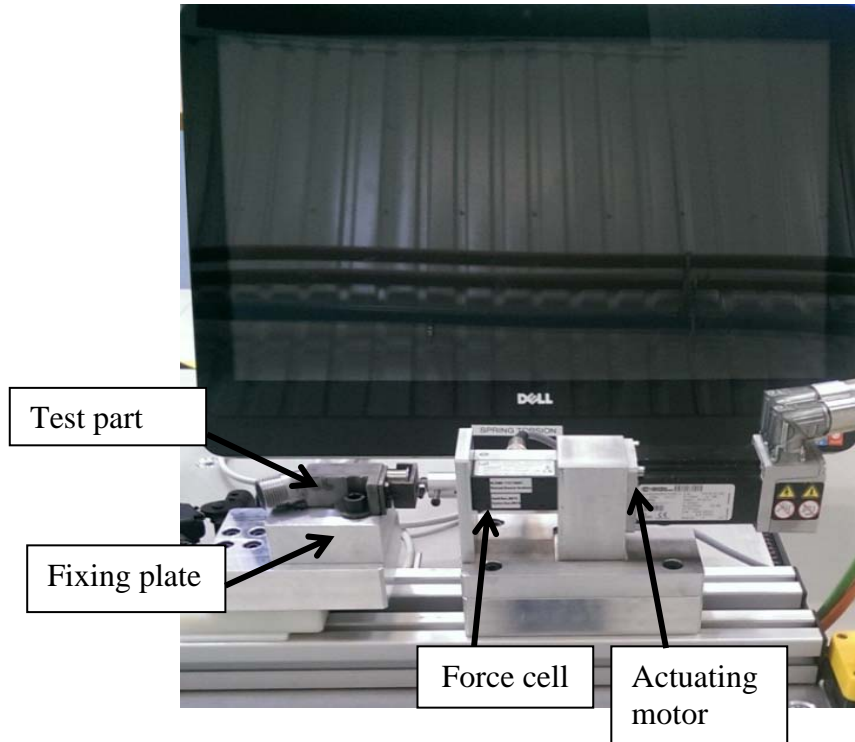 DELL
Test part
SPRING TORSION
Fixing plate
Force cell
Actuating
motor